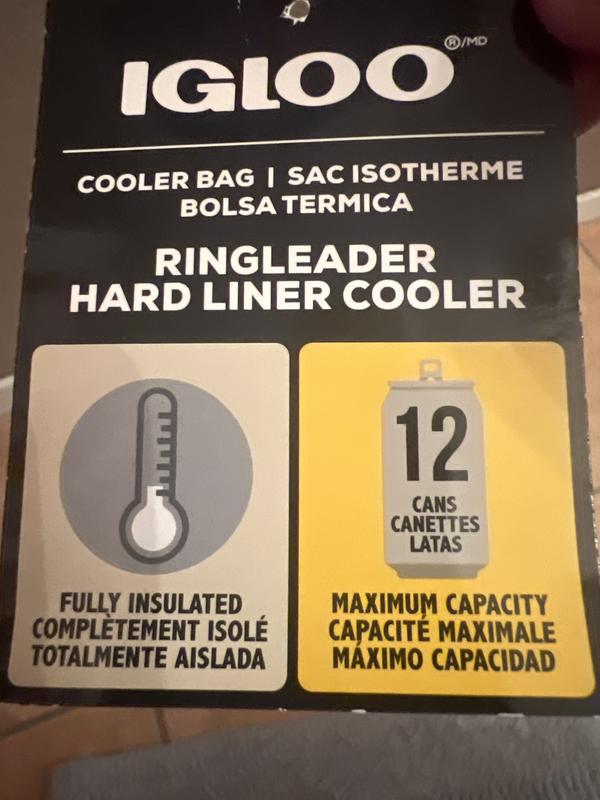 IGLOO®/MD
COOLER BAG | SAC ISOTHERME
BOLSA TERMICA
RINGLEADER
HARD LINER COOLER
FULLY INSULATED
COMPLÈTEMENT ISOLÉ
TOTALMENTE AISLADA
12
CANS
CANETTES
LATAS
MAXIMUM CAPACITY
CAPACITÉ MAXIMALE
MÁXIMO CAPACIDAD